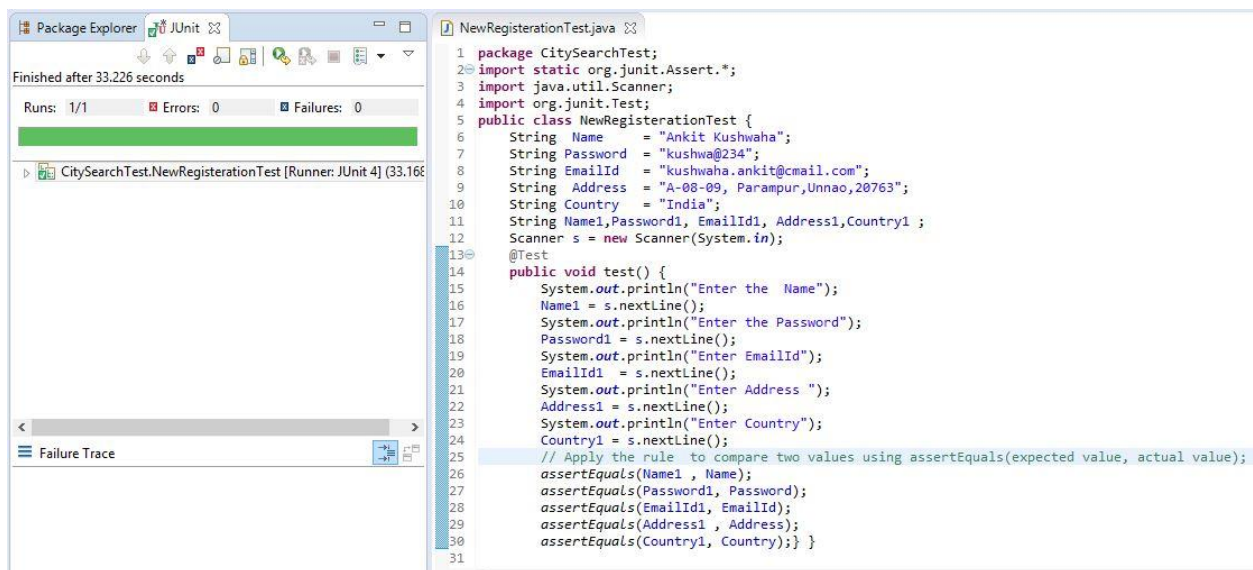 Package Explorer JUnit
Finished after 33.226 seconds
Runs: 1/1 Errors: 0 Failures: 0
CitySearchTest.NewRegisterationTest [Runner: JUnit 4] (33.168
Failure Trace
NewRegisterationTest.java
1 package CitySearchTest;
2 import static org.junit.Assert.*;
3 import java.util.Scanner;
4 import org.junit.Test;
5 public class NewRegisterationTest {
6 String Name = "Ankit Kushwaha";
7 String Password = "kushwa@234";
8 String EmailId = "kushwaha.ankit@cmail.com";
9 String Address = "A-08-09, Parampur,Unnao,20763";
10 String Country = "India";
11 String Name1,Password1, EmailId1, Address1,Country1 ;
12 Scanner s = new Scanner(System.in);
13 @Test
14 public void test() {
15 System.out.println("Enter the  Name");
16 Name1 = s.nextLine();
17 System.out.println("Enter the Password");
18 Password1 = s.nextLine();
19 System.out.println("Enter EmailId");
20 EmailId1  = s.nextLine();
21 System.out.println("Enter Address ");
22 Address1 = s.nextLine();
23 System.out.println("Enter Country");
24 Country1 = s.nextLine();
25 // Apply the rule  to compare two values using assertEquals(expected value, actual value);
26 assertEquals(Name1 , Name);
27 assertEquals(Password1, Password);
28 assertEquals(EmailId1, EmailId);
29 assertEquals(Address1 , Address);
30 assertEquals(Country1, Country);} }
31